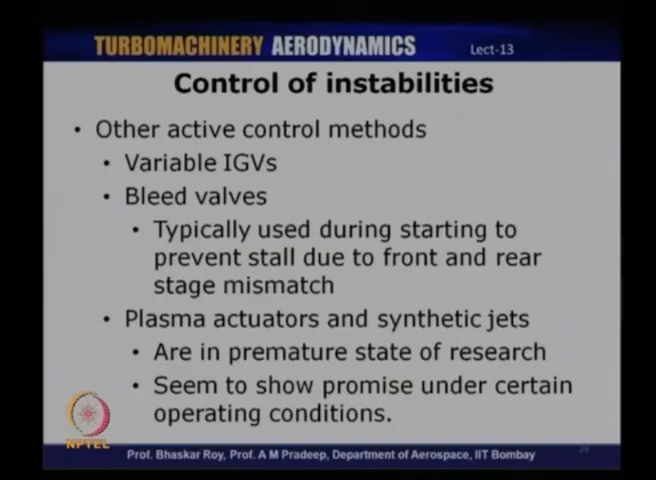 TURBOMACHINERY AERODYNAMICS Lect-13
Control of instabilities
• Other active control methods
• Variable IGVs
• Bleed valves
• Typically used during starting to
prevent stall due to front and rear
stage mismatch
• Plasma actuators and synthetic jets
• Are in premature state of research
• Seem to show promise under certain
operating conditions.
NPTEL
Prof. Bhaskar Roy, Prof. A M Pradeep, Department of Aerospace, IIT Bombay